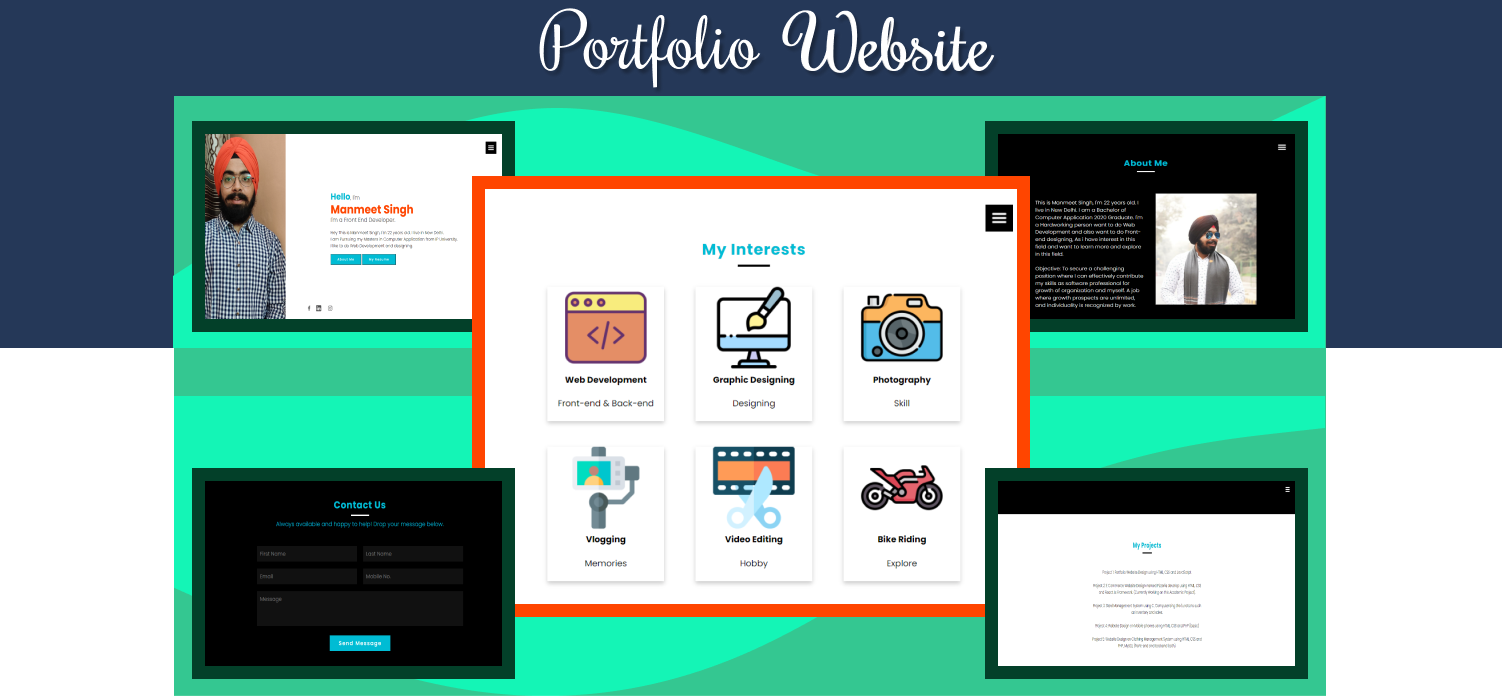 Portfolio Website
Hello, I'm
Manmeet Singh
I'm a Front End Developer.
Hey This is Manmeet Singh, I'm 22 years old. I live in New Delhi.
I am Pursuing my Masters in Computer Application from IP University.
I like to do Web Development and designing.
About Me
My Resume
About Me
This is Manmeet Singh, I'm 22 years old. I
live in New Delhi. I am a Bachelor of
Computer Application 2020 Graduate. I'm
a Hardworking person want to do Web
Development and also want to do Front-
end designing, As i have interest in this
field and want to learn more and explore
in this field.
Objective: To secure a challenging
position where I can effectively contribute
my skills as software professional for
growth of organization and myself. A job
where growth prospects are unlimited,
and individuality is recognized by work.
My Interests
Web Development
Front-end & Back-end
Graphic Designing
Designing
Photography
Skill
Vlogging
Memories
Video Editing
Hobby
Bike Riding
Explore
Contact Us
Always available and happy to help! Drop your message below.
First Name
Last Name
Email
Mobile No.
Message
Send Message
My Projects